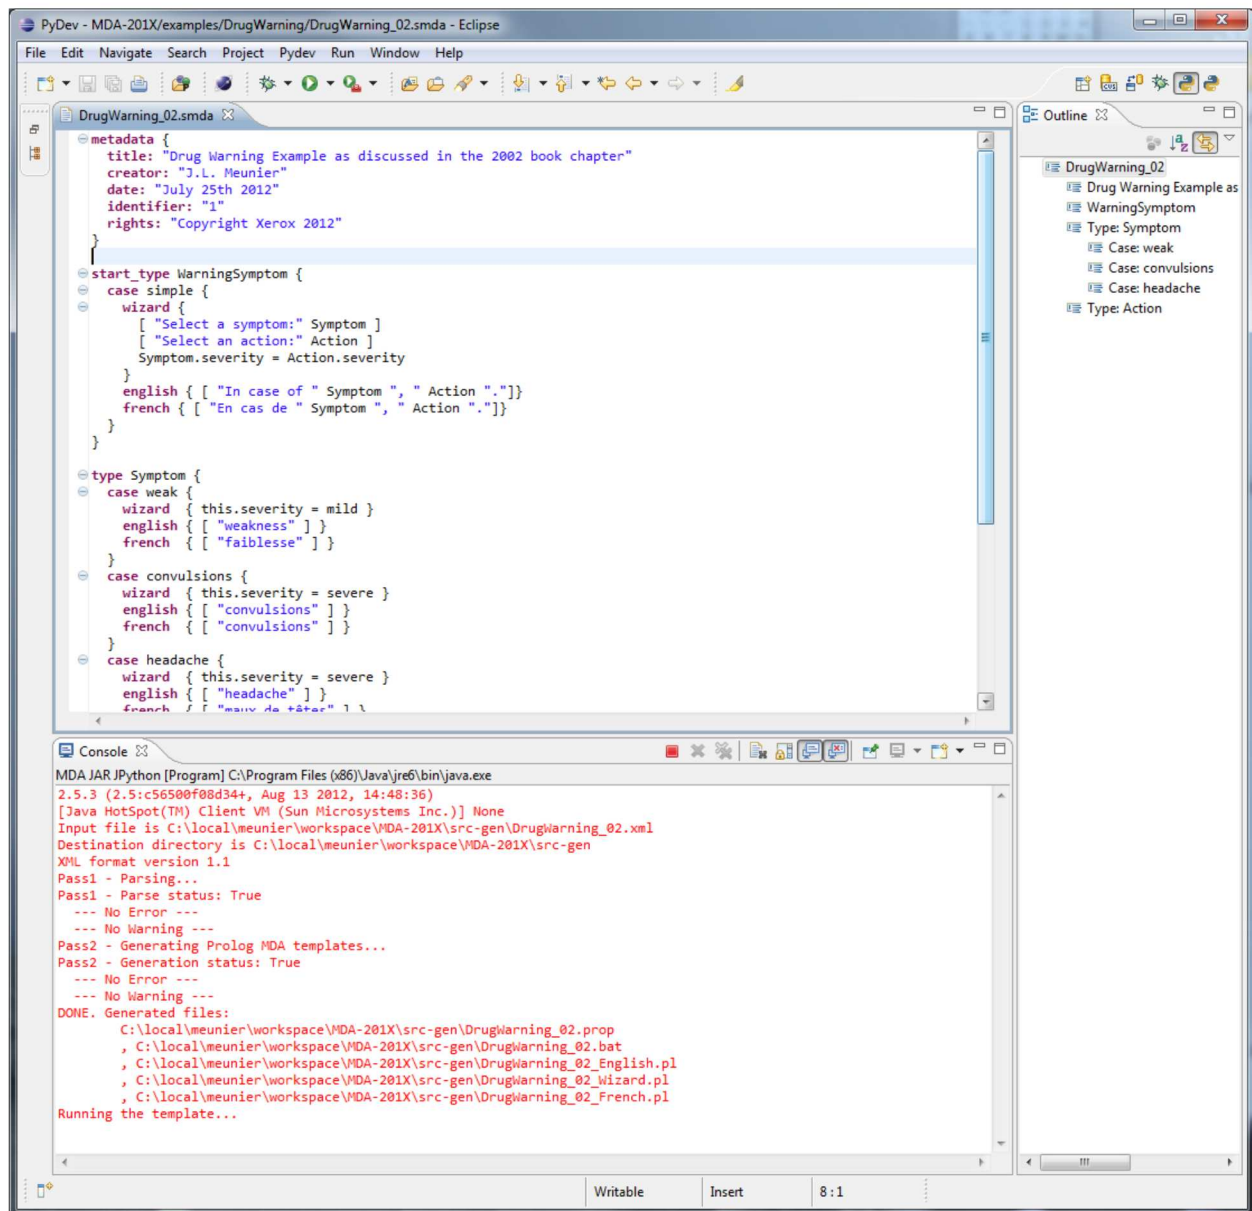 PyDev - MDA-201X/examples/DrugWarning/DrugWarning_02.smda - Eclipse
File Edit Navigate Search Project Pydev Run Window Help
DrugWarning_02.smda
metadata {
title: "Drug Warning Example as discussed in the 2002 book chapter"
creator: "J.L. Meunier"
date: "July 25th 2012"
identifier: "1"
rights: "Copyright Xerox 2012"
}
start_type WarningSymptom {
case simple {
wizard {
[ "Select a symptom:" Symptom ]
[ "Select an action:" Action ]
Symptom.severity = Action.severity
}
english { [ "In case of " Symptom ", " Action "."]}
french { [ "En cas de " Symptom ", " Action "."]}
}
}
type Symptom {
case weak {
wizard { this.severity = mild }
english { [ "weakness" ] }
french { [ "faiblesse" ] }
}
case convulsions {
wizard { this.severity = severe }
english { [ "convulsions" ] }
french { [ "convulsions" ] }
}
case headache {
wizard { this.severity = severe }
english { [ "headache" ] }
french { [ "maux de têtes" ] }
Outline
DrugWarning_02
Drug Warning Example as
WarningSymptom
Type: Symptom
Case: weak
Case: convulsions
Case: headache
Type: Action
Console
MDA JAR JPython [Program] C:\Program Files (x86)\Java\jre6\bin\java.exe
2.5.3 (2.5:c56500f08d34+, Aug 13 2012, 14:48:36)
[Java HotSpot(TM) Client VM (Sun Microsystems Inc.)] None
Input file is C:\local\meunier\workspace\MDA-201X\src-gen\DrugWarning_02.xml
Destination directory is C:\local\meunier\workspace\MDA-201X\src-gen
XML format version 1.1
Pass1 - Parsing...
Pass1 - Parse status: True
--- No Error ---
--- No Warning ---
Pass2 - Generating Prolog MDA templates...
Pass2 - Generation status: True
--- No Error ---
--- No Warning ---
DONE. Generated files:
C:\local\meunier\workspace\MDA-201X\src-gen\DrugWarning_02.prop
, C:\local\meunier\workspace\MDA-201X\src-gen\DrugWarning_02.bat
, C:\local\meunier\workspace\MDA-201X\src-gen\DrugWarning_02_English.pl
, C:\local\meunier\workspace\MDA-201X\src-gen\DrugWarning_02_Wizard.pl
, C:\local\meunier\workspace\MDA-201X\src-gen\DrugWarning_02_French.pl
Running the template...
Writable Insert 8 : 1